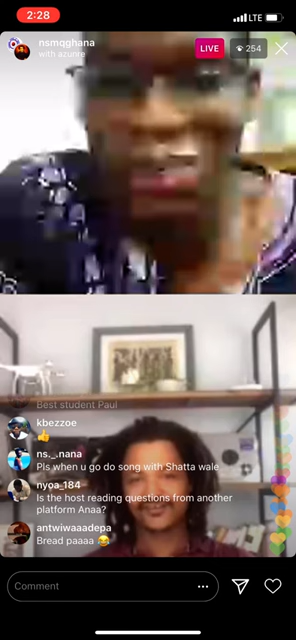 2:28
LTE
nsmqghana
with azunre
LIVE
254
Best student Paul
kbezzoe
👍
ns._.nana
Pls when u go do song with Shatta wale
nyoa_184
Is the host reading questions from another
platform Anaa?
antwiwaaadepa
Bread paaaa 😂
Comment